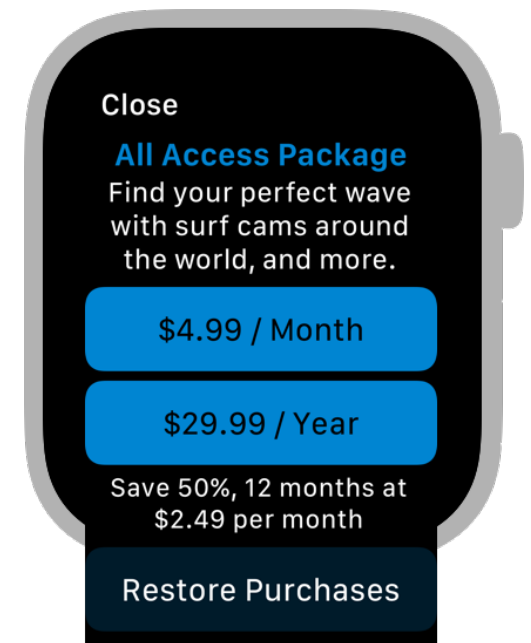 Close
All Access Package
Find your perfect wave
with surf cams around
the world, and more.
$4.99 / Month
$29.99 / Year
Save 50%, 12 months at
$2.49 per month
Restore Purchases